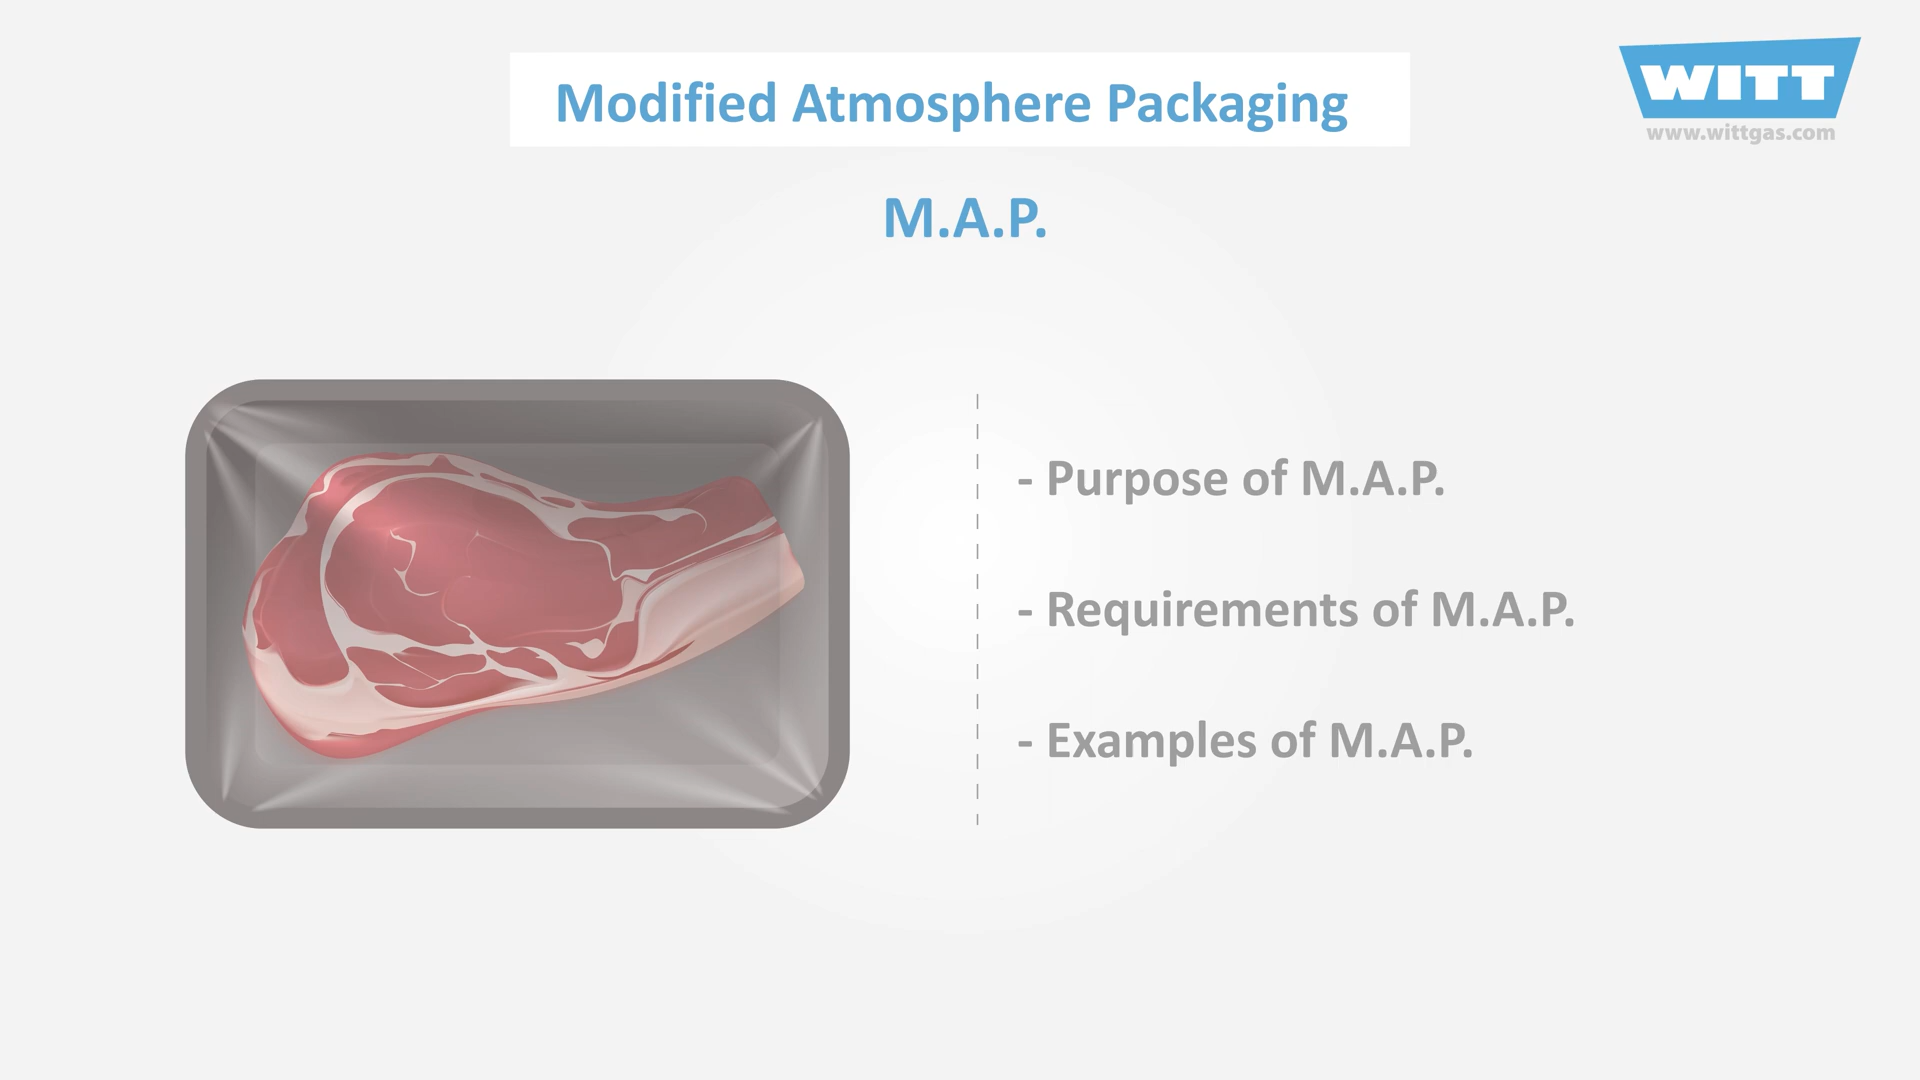 Modified Atmosphere Packaging
WITT
www.wittgas.com
M.A.P.
- Purpose of M.A.P.
- Requirements of M.A.P.
- Examples of M.A.P.